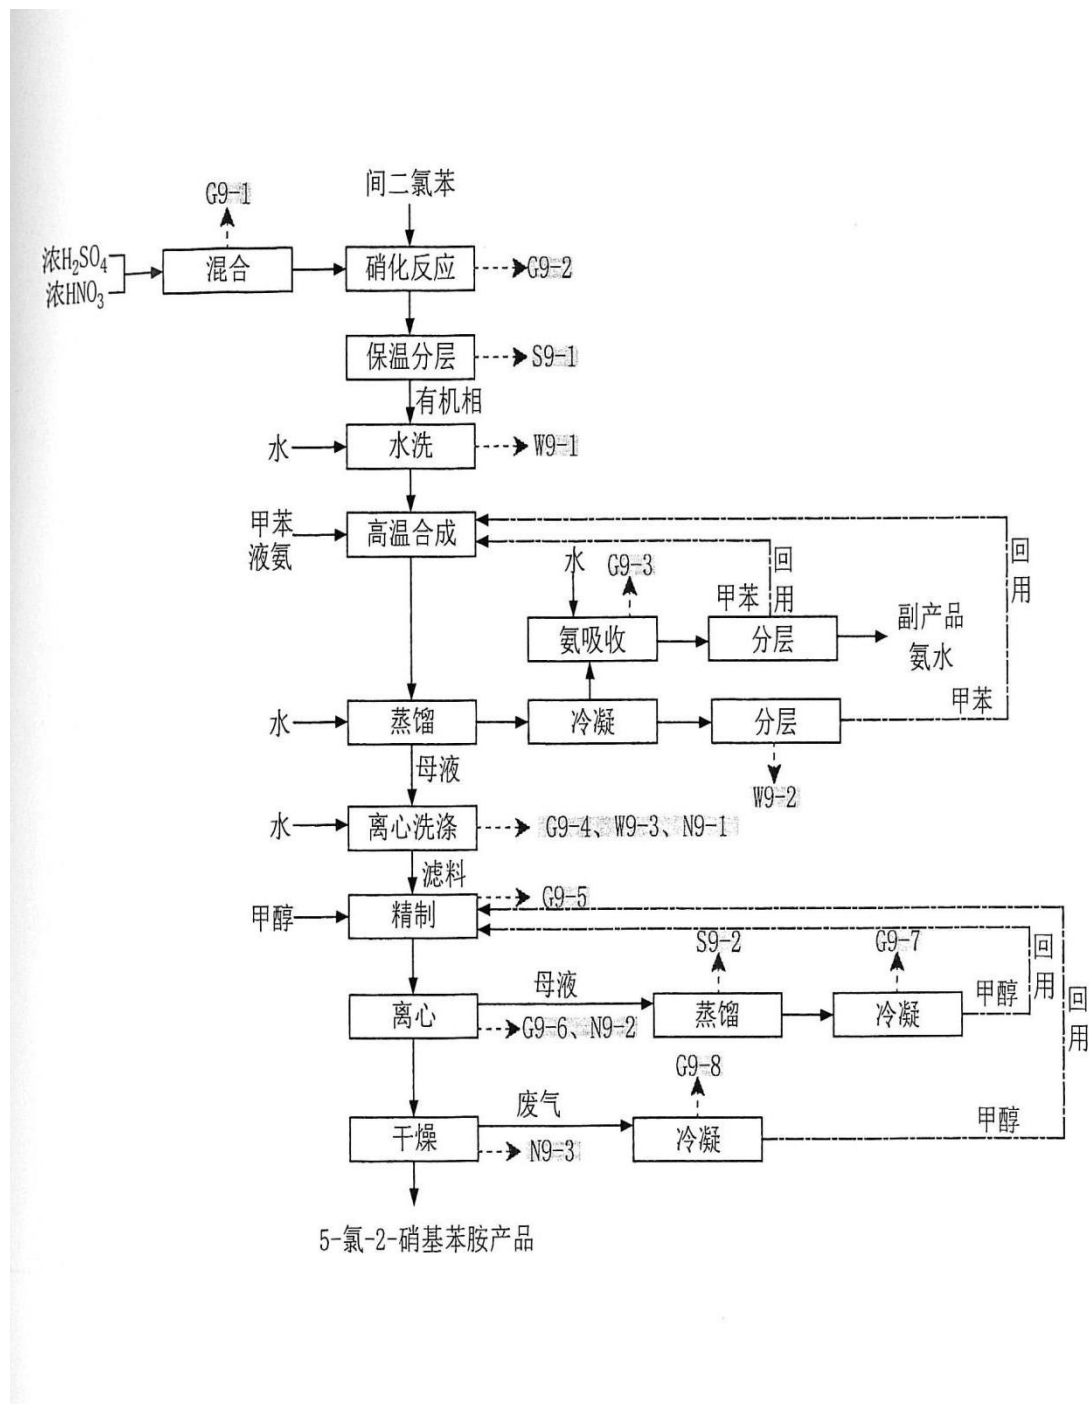 间二氯苯
G9-1
浓H₂SO₄
浓HNO₃
混合
硝化反应
G9-2
保温分层
S9-1
有机相
水
水洗
W9-1
甲苯
液氨
高温合成
水
G9-3
甲苯
回用
回用
氨吸收
分层
副产品
氨水
水
蒸馏
冷凝
分层
甲苯
母液
W9-2
水
离心洗涤
G9-4、W9-3、N9-1
滤料
G9-5
甲醇
精制
S9-2
G9-7
回用
回用
母液
离心
蒸馏
冷凝
甲醇
G9-6、N9-2
G9-8
废气
干燥
冷凝
甲醇
N9-3
5-氯-2-硝基苯胺产品